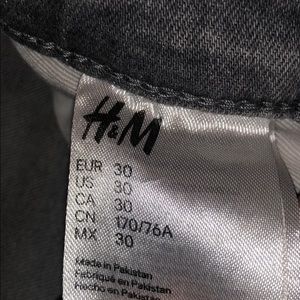 H&M
EUR 30
US 30
CA 30
CN 170/76A
MX 30
Made in Pakistan
Fabriqué en Pakistan
Hecho en Pakistan